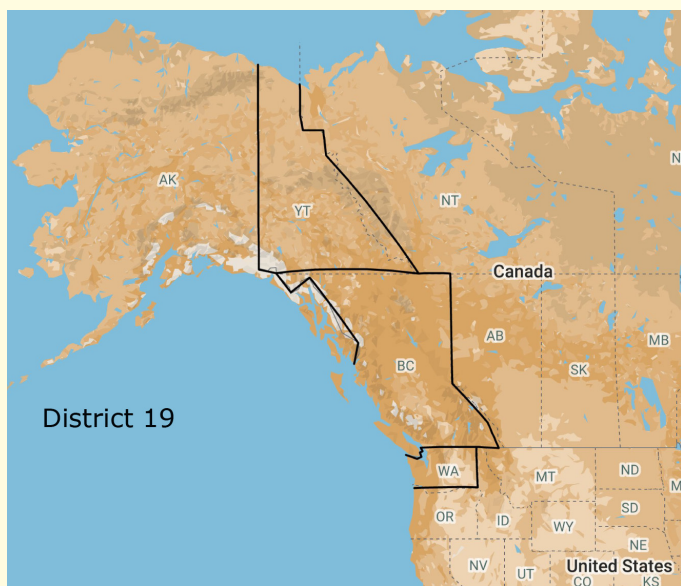 AK
YT
NT
N
Canada
BC
AB
SK
MB
District 19
WA
MT
ND
M
OR
ID
SD
WY
NE
NV
UT
United States
CO
KS